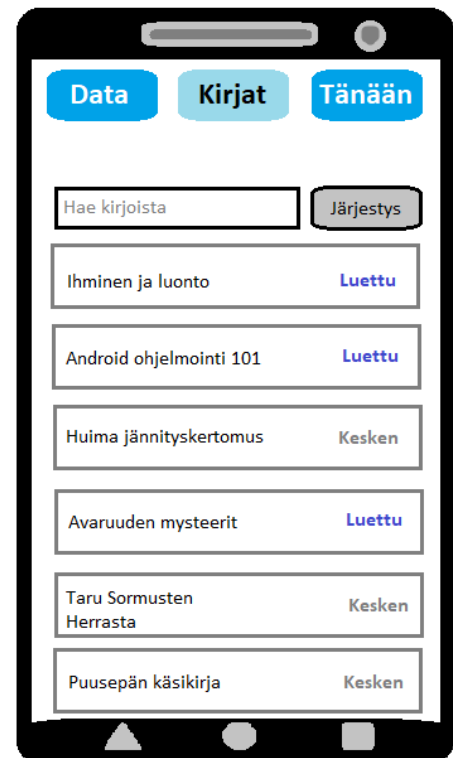 Data Kirjat Tänään
Hae kirjoista Järjestys
Ihminen ja luonto Luettu
Android ohjelmointi 101 Luettu
Huima jännityskertomus Kesken
Avaruuden mysteerit Luettu
Taru Sormusten Kesken
Herrasta
Puusepän käsikirja Kesken